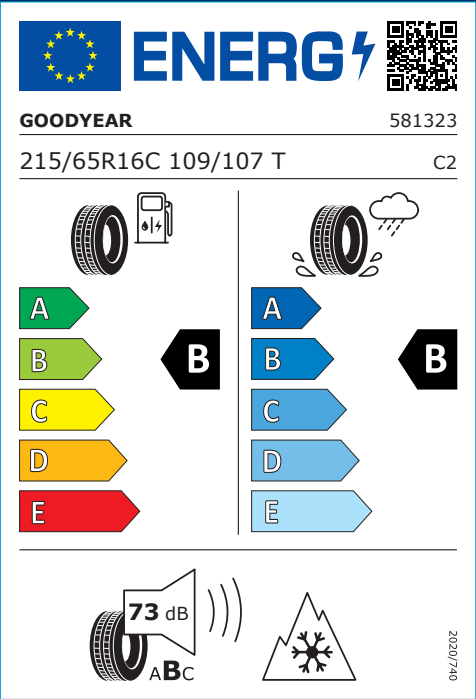 ENERG
GOODYEAR 581323
215/65R16C 109/107 T C2
A A
B B B B
C C
D D
E E
73 dB
ABC
2020/740